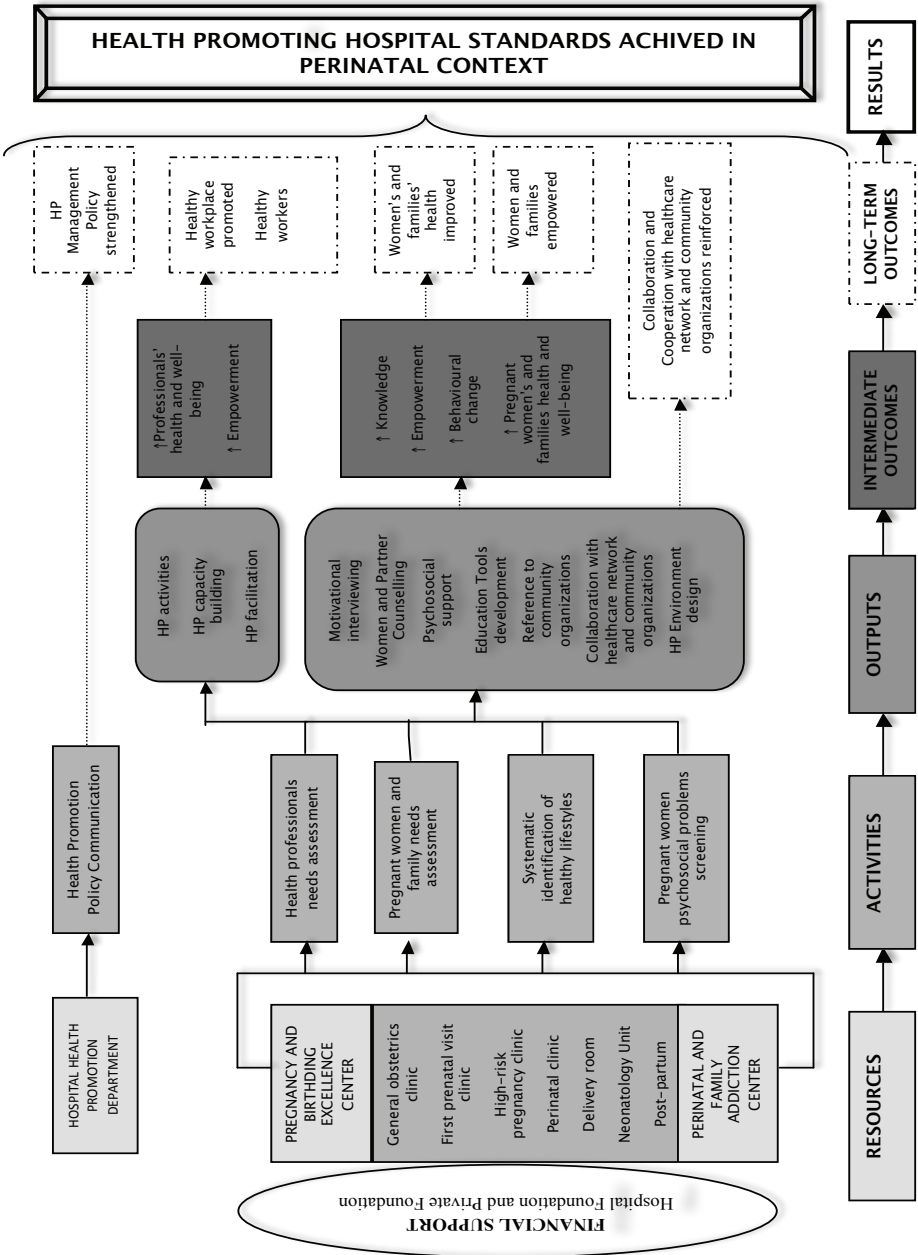 HEALTH PROMOTING HOSPITAL STANDARDS ACHIVED IN
PERINATAL CONTEXT
FINANCIAL SUPPORT
Hospital Foundation and Private Foundation
HOSPITAL HEALTH
PROMOTION
DEPARTMENT
PREGNANCY AND
BIRTHDING
EXCELLENCE
CENTER
General obstetrics
clinic
First prenatal visit
clinic
High-risk
pregnancy clinic
Perinatal clinic
Delivery room
Neonatology Unit
Post-partum
PERINATAL AND
FAMILY
ADDICTION
CENTER
Health Promotion
Policy Communication
Health professionals
needs assessment
Pregnant women and
family needs
assessment
Systematic
identification of
healthy lifestyles
Pregnant women
psychosocial problems
screening
HP activities
HP capacity
building
HP facilitation
Motivational
interviewing
Women and Partner
Counselling
Psychosocial
support
Education Tools
development
Reference to
community
organizations
Collaboration with
healthcare network
and community
organizations
HP Environment
design
↑Professionals'
health and well-
being
↑ Empowerment
↑ Knowledge
↑ Empowerment
↑ Behavioural
change
↑ Pregnant
women's and
families health and
well-being
HP
Management
Policy
strengthened
Healthy
workplace
promoted
Healthy
workers
Women's and
families'
health
improved
Women and
families
empowered
Collaboration and
Cooperation with healthcare
network and community
organizations reinforced
RESOURCES
ACTIVITIES
OUTPUTS
INTERMEDIATE
OUTCOMES
LONG-TERM
OUTCOMES
RESULTS